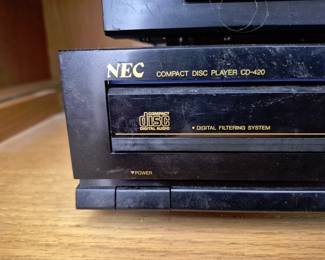 NEC COMPACT DISC PLAYER CD-420
COMPACT
disc
DIGITAL AUDIO
• DIGITAL FILTERING SYSTEM
▾POWER